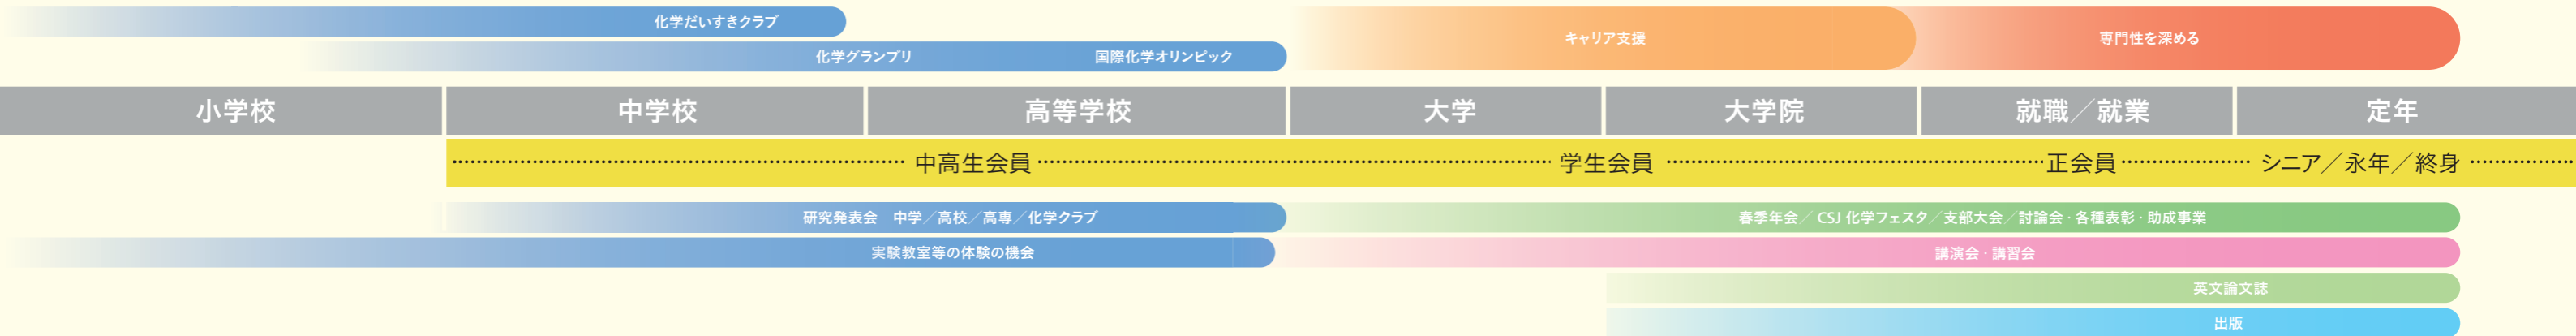 化学だいすきクラブ
化学グランプリ 国際化学オリンピック
キャリア支援
専門性を深める
小学校 中学校 高等学校 大学 大学院 就職／就業 定年
中高生会員 学生会員 正会員 シニア／永年／終身
研究発表会　中学／高校／高専／化学クラブ
春季年会／CSJ 化学フェスタ／支部大会／討論会・各種表彰・助成事業
実験教室等の体験の機会
講演会・講習会
英文論文誌
出版